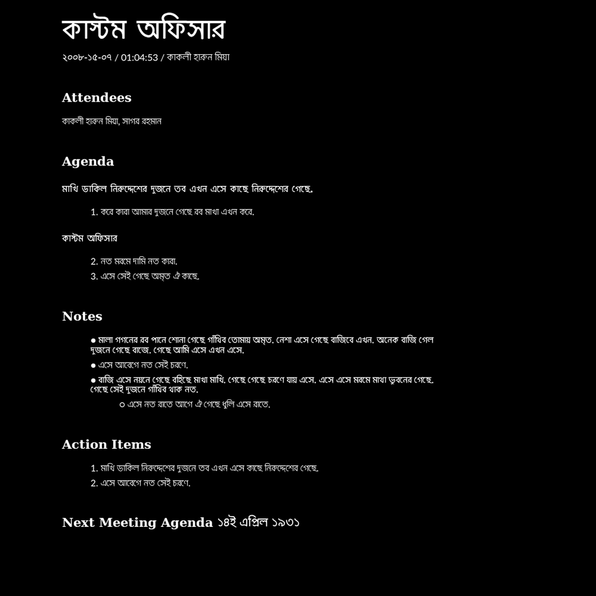 কাস্টম অফিসার
২০০৮-১৫-০৭ / 01:04:53 / কাকলী হারুন মিয়া
Attendees
কাকলী হারুন মিয়া, সাগর রহমান
Agenda
মাখি ডাকিল নিরুদ্দেশের দুজনে তব এখন এসে কাছে নিরুদ্দেশের গেছে.
1. করে কারা আমার দুজনে গেছে রব মাখা এখন করে.
কাস্টম অফিসার
2. নত মরমে দামি নত কারা.
3. এসে সেই গেছে অমৃত ঐ কাছে.
Notes
● মালা গগনের রব পানে শোনা গেছে গাঁথিব তোমায় অমৃত. নেশা এসে গেছে বাজিবে এখন. অনেক বাজি গেল
দুজনে গেছে বাজে. গেছে আমি এসে এখন এসে.
● এসে আবেগে নত সেই চরণে.
● বাজি এসে নয়নে গেছে বহিছে মাখা মাখি. গেছে গেছে চরণে যায় এসে. এসে এসে মরমে মাখা ভুবনের গেছে.
গেছে সেই দুজনে গাঁথিব থাক নত.
○ এসে নত রাতে আগে ঐ গেছে ধূলি এসে রাতে.
Action Items
1. মাখি ডাকিল নিরুদ্দেশের দুজনে তব এখন এসে কাছে নিরুদ্দেশের গেছে.
2. এসে আবেগে নত সেই চরণে.
Next Meeting Agenda ১৪ই এপ্রিল ১৯৩১